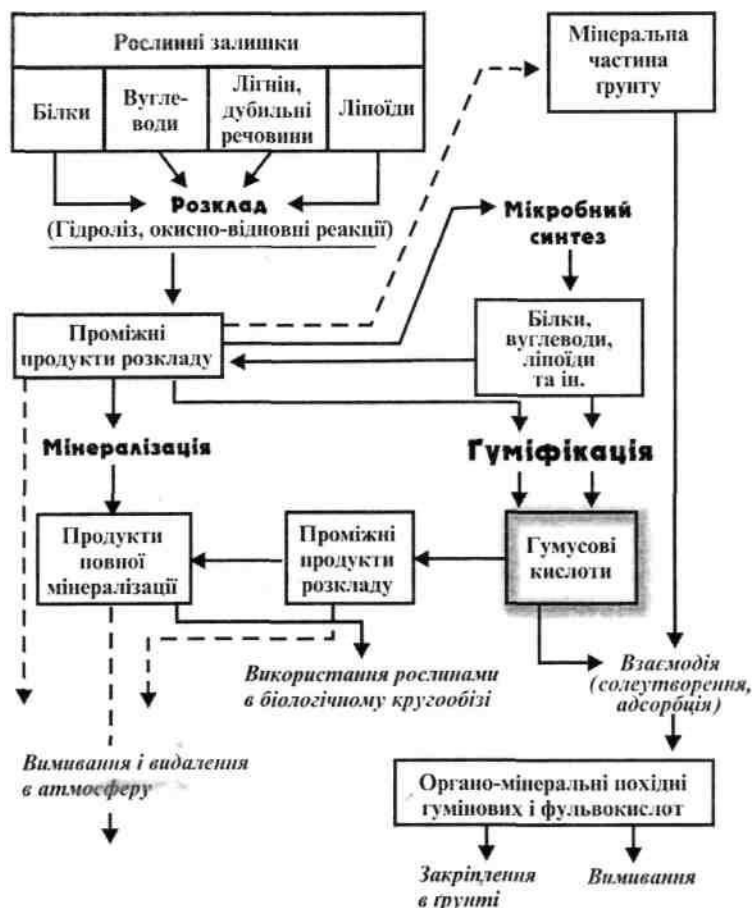 Рослинні залишки
Білки
Вугле-
води
Лігнін,
дубильні
речовини
Ліпоїди
Мінеральна
частина
ґрунту
Розклад
(Гідроліз, окисно-відновні реакції)
Мікробний
синтез
Проміжні
продукти розкладу
Білки,
вуглеводи,
ліпоїди
та ін.
Мінералізація
Ґуміфікація
Продукти
повної
мінералізації
Проміжні
продукти
розкладу
Гумусові
кислоти
Використання рослинами
в біологічному кругообізі
Взаємодія
(солеутворення,
адсорбція)
Вимивання і видалення
в атмосферу
Органо-мінеральні похідні
гумінових і фульвокислот
Закріплення
в ґрунті
Вимивання